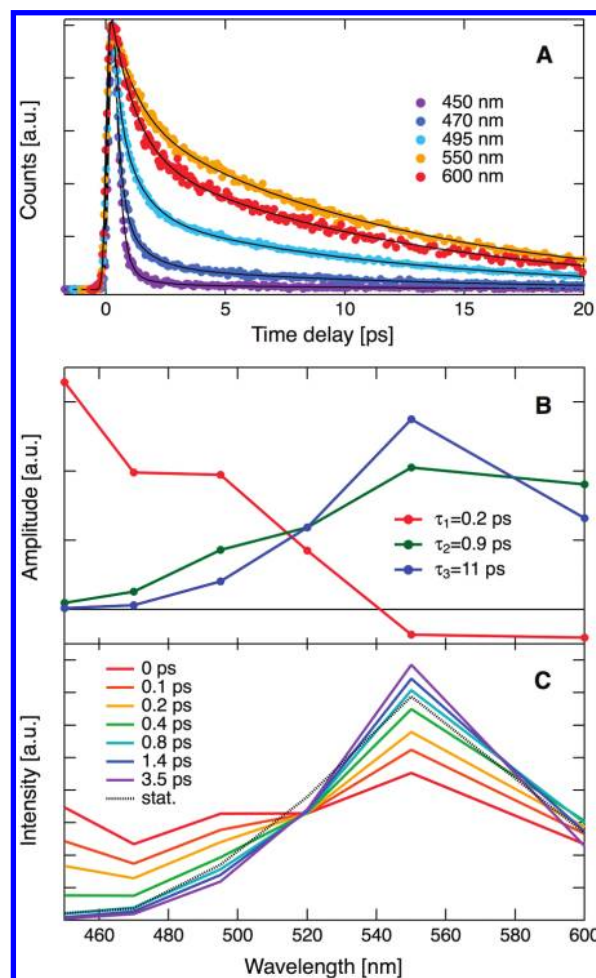 A
450 nm
470 nm
495 nm
550 nm
600 nm
Counts [a.u.]
0 5 10 15 20
Time delay [ps]
B
Amplitude [a.u.]
τ1=0.2 ps
τ2=0.9 ps
τ3=11 ps
C
0 ps
0.1 ps
0.2 ps
0.4 ps
0.8 ps
1.4 ps
3.5 ps
stat.
Intensity [a.u.]
460 480 500 520 540 560 580 600
Wavelength [nm]